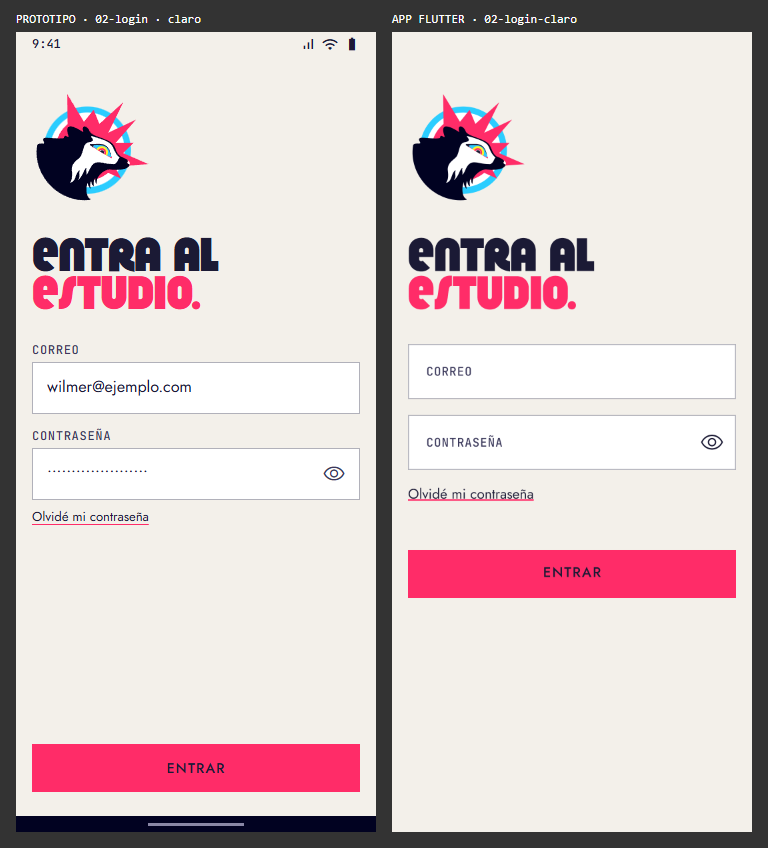 PROTOTIPO · 02-login · claro
9:41
ENTRA AL
ESTUDIO.
CORREO
wilmer@ejemplo.com
CONTRASEÑA
·····················
Olvidé mi contraseña
ENTRAR
APP FLUTTER · 02-login-claro
ENTRA AL
ESTUDIO.
CORREO
CONTRASEÑA
Olvidé mi contraseña
ENTRAR